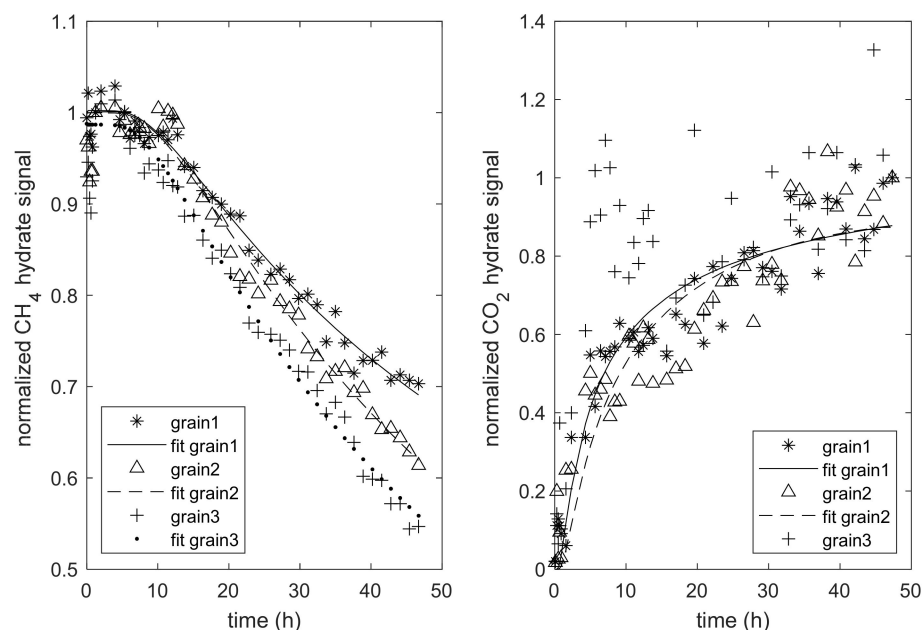 1.1
1
0.9
0.8
0.7
0.6
0.5
normalized CH4 hydrate signal
grain1
fit grain1
grain2
fit grain2
grain3
fit grain3
0 10 20 30 40 50
time (h)
1.4
1.2
1
0.8
0.6
0.4
0.2
0
normalized CO2 hydrate signal
grain1
fit grain1
grain2
fit grain2
grain3
0 10 20 30 40 50
time (h)